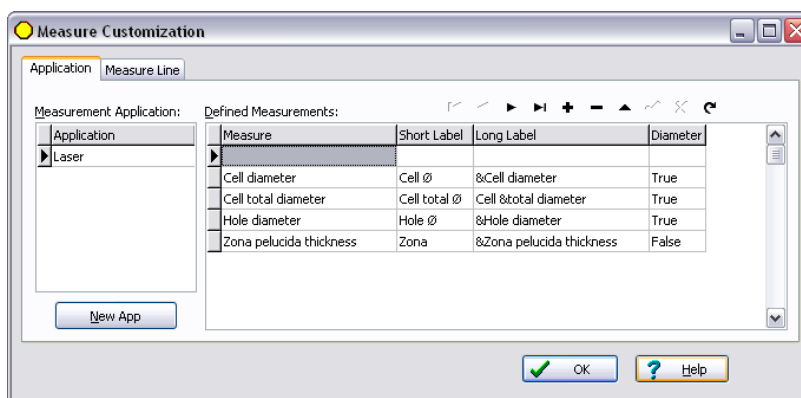 Measure Customization
Application Measure Line
Measurement Application: Defined Measurements:
Application
Laser
Measure Short Label Long Label Diameter
Cell diameter Cell Ø &Cell diameter True
Cell total diameter Cell total Ø Cell &total diameter True
Hole diameter Hole Ø &Hole diameter True
Zona pelucida thickness Zona &Zona pelucida thickness False
New App
OK ? Help